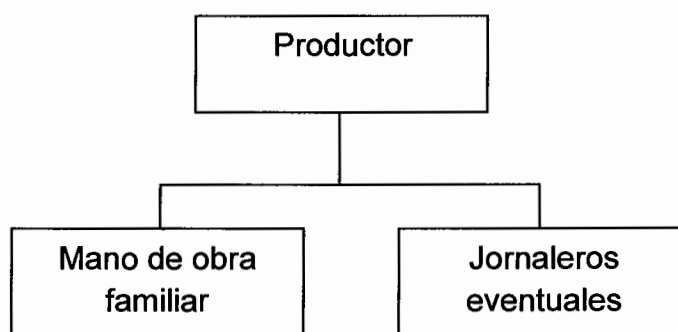 Productor
Mano de obra
familiar
Jornaleros
eventuales